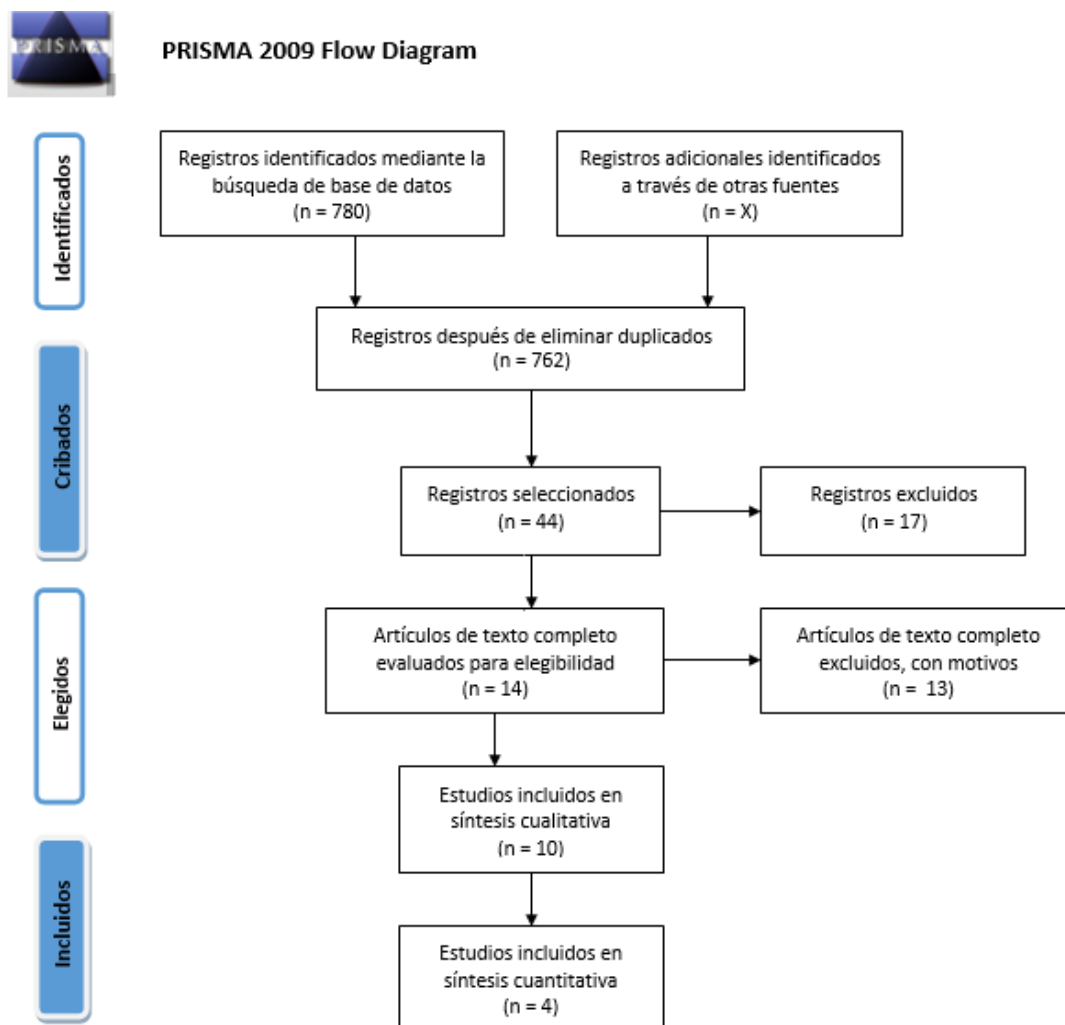 PRISMA
PRISMA 2009 Flow Diagram
Identificados
Registros identificados mediante la
búsqueda de base de datos
(n = 780)
Registros adicionales identificados
a través de otras fuentes
(n = X)
Registros después de eliminar duplicados
(n = 762)
Cribados
Registros seleccionados
(n = 44)
Registros excluidos
(n = 17)
Elegidos
Artículos de texto completo
evaluados para elegibilidad
(n = 14)
Artículos de texto completo
excluidos, con motivos
(n = 13)
Estudios incluidos en
síntesis cualitativa
(n = 10)
Incluidos
Estudios incluidos en
síntesis cuantitativa
(n = 4)